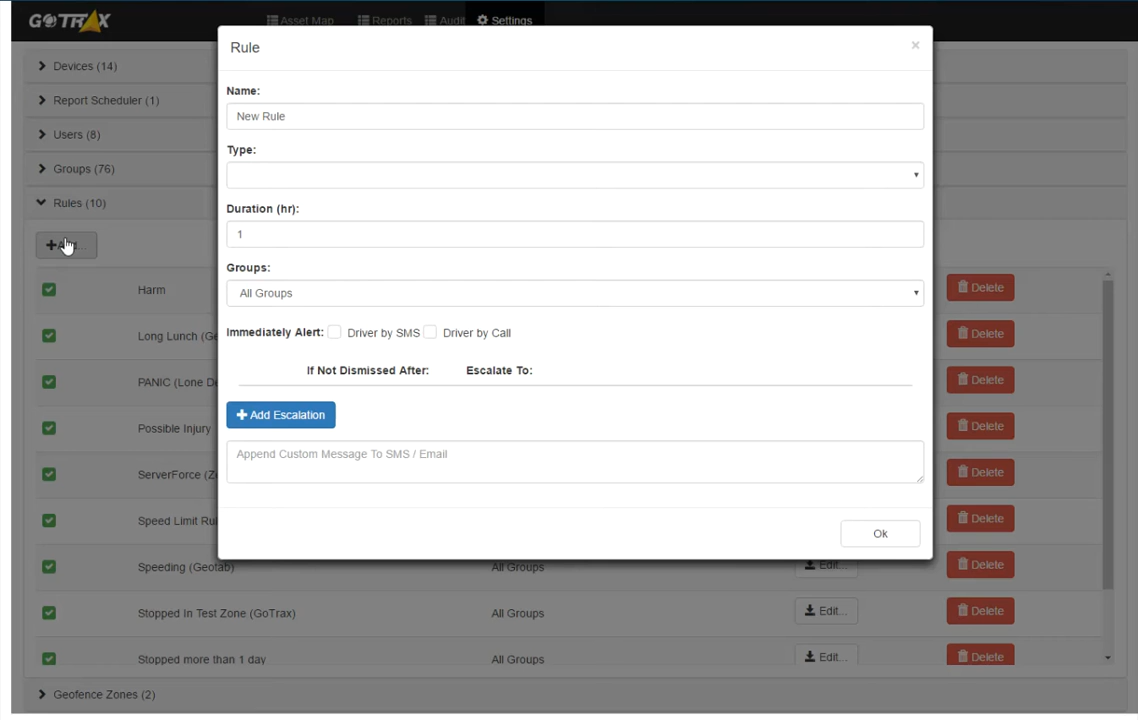 GOTRAX
Asset Map Reports Audit Settings
Rule ×
Devices (14)
Name:
Report Scheduler (1)
New Rule
Users (8)
Type:
Groups (76)
Rules (10)
Duration (hr):
1
Groups:
All Groups
Harm
Delete
Immediately Alert: Driver by SMS Driver by Call
Long Lunch (Ge
Delete
If Not Dismissed After: Escalate To:
PANIC (Lone De
Delete
Add Escalation
Possible Injury
Delete
Append Custom Message To SMS / Email
ServerForce (Ze
Delete
Speed Limit Rul
Delete
Ok
Speeding (Geotab) All Groups Edit... Delete
Stopped In Test Zone (GoTrax) All Groups Edit... Delete
Stopped more than 1 day All Groups Edit... Delete
Geofence Zones (2)